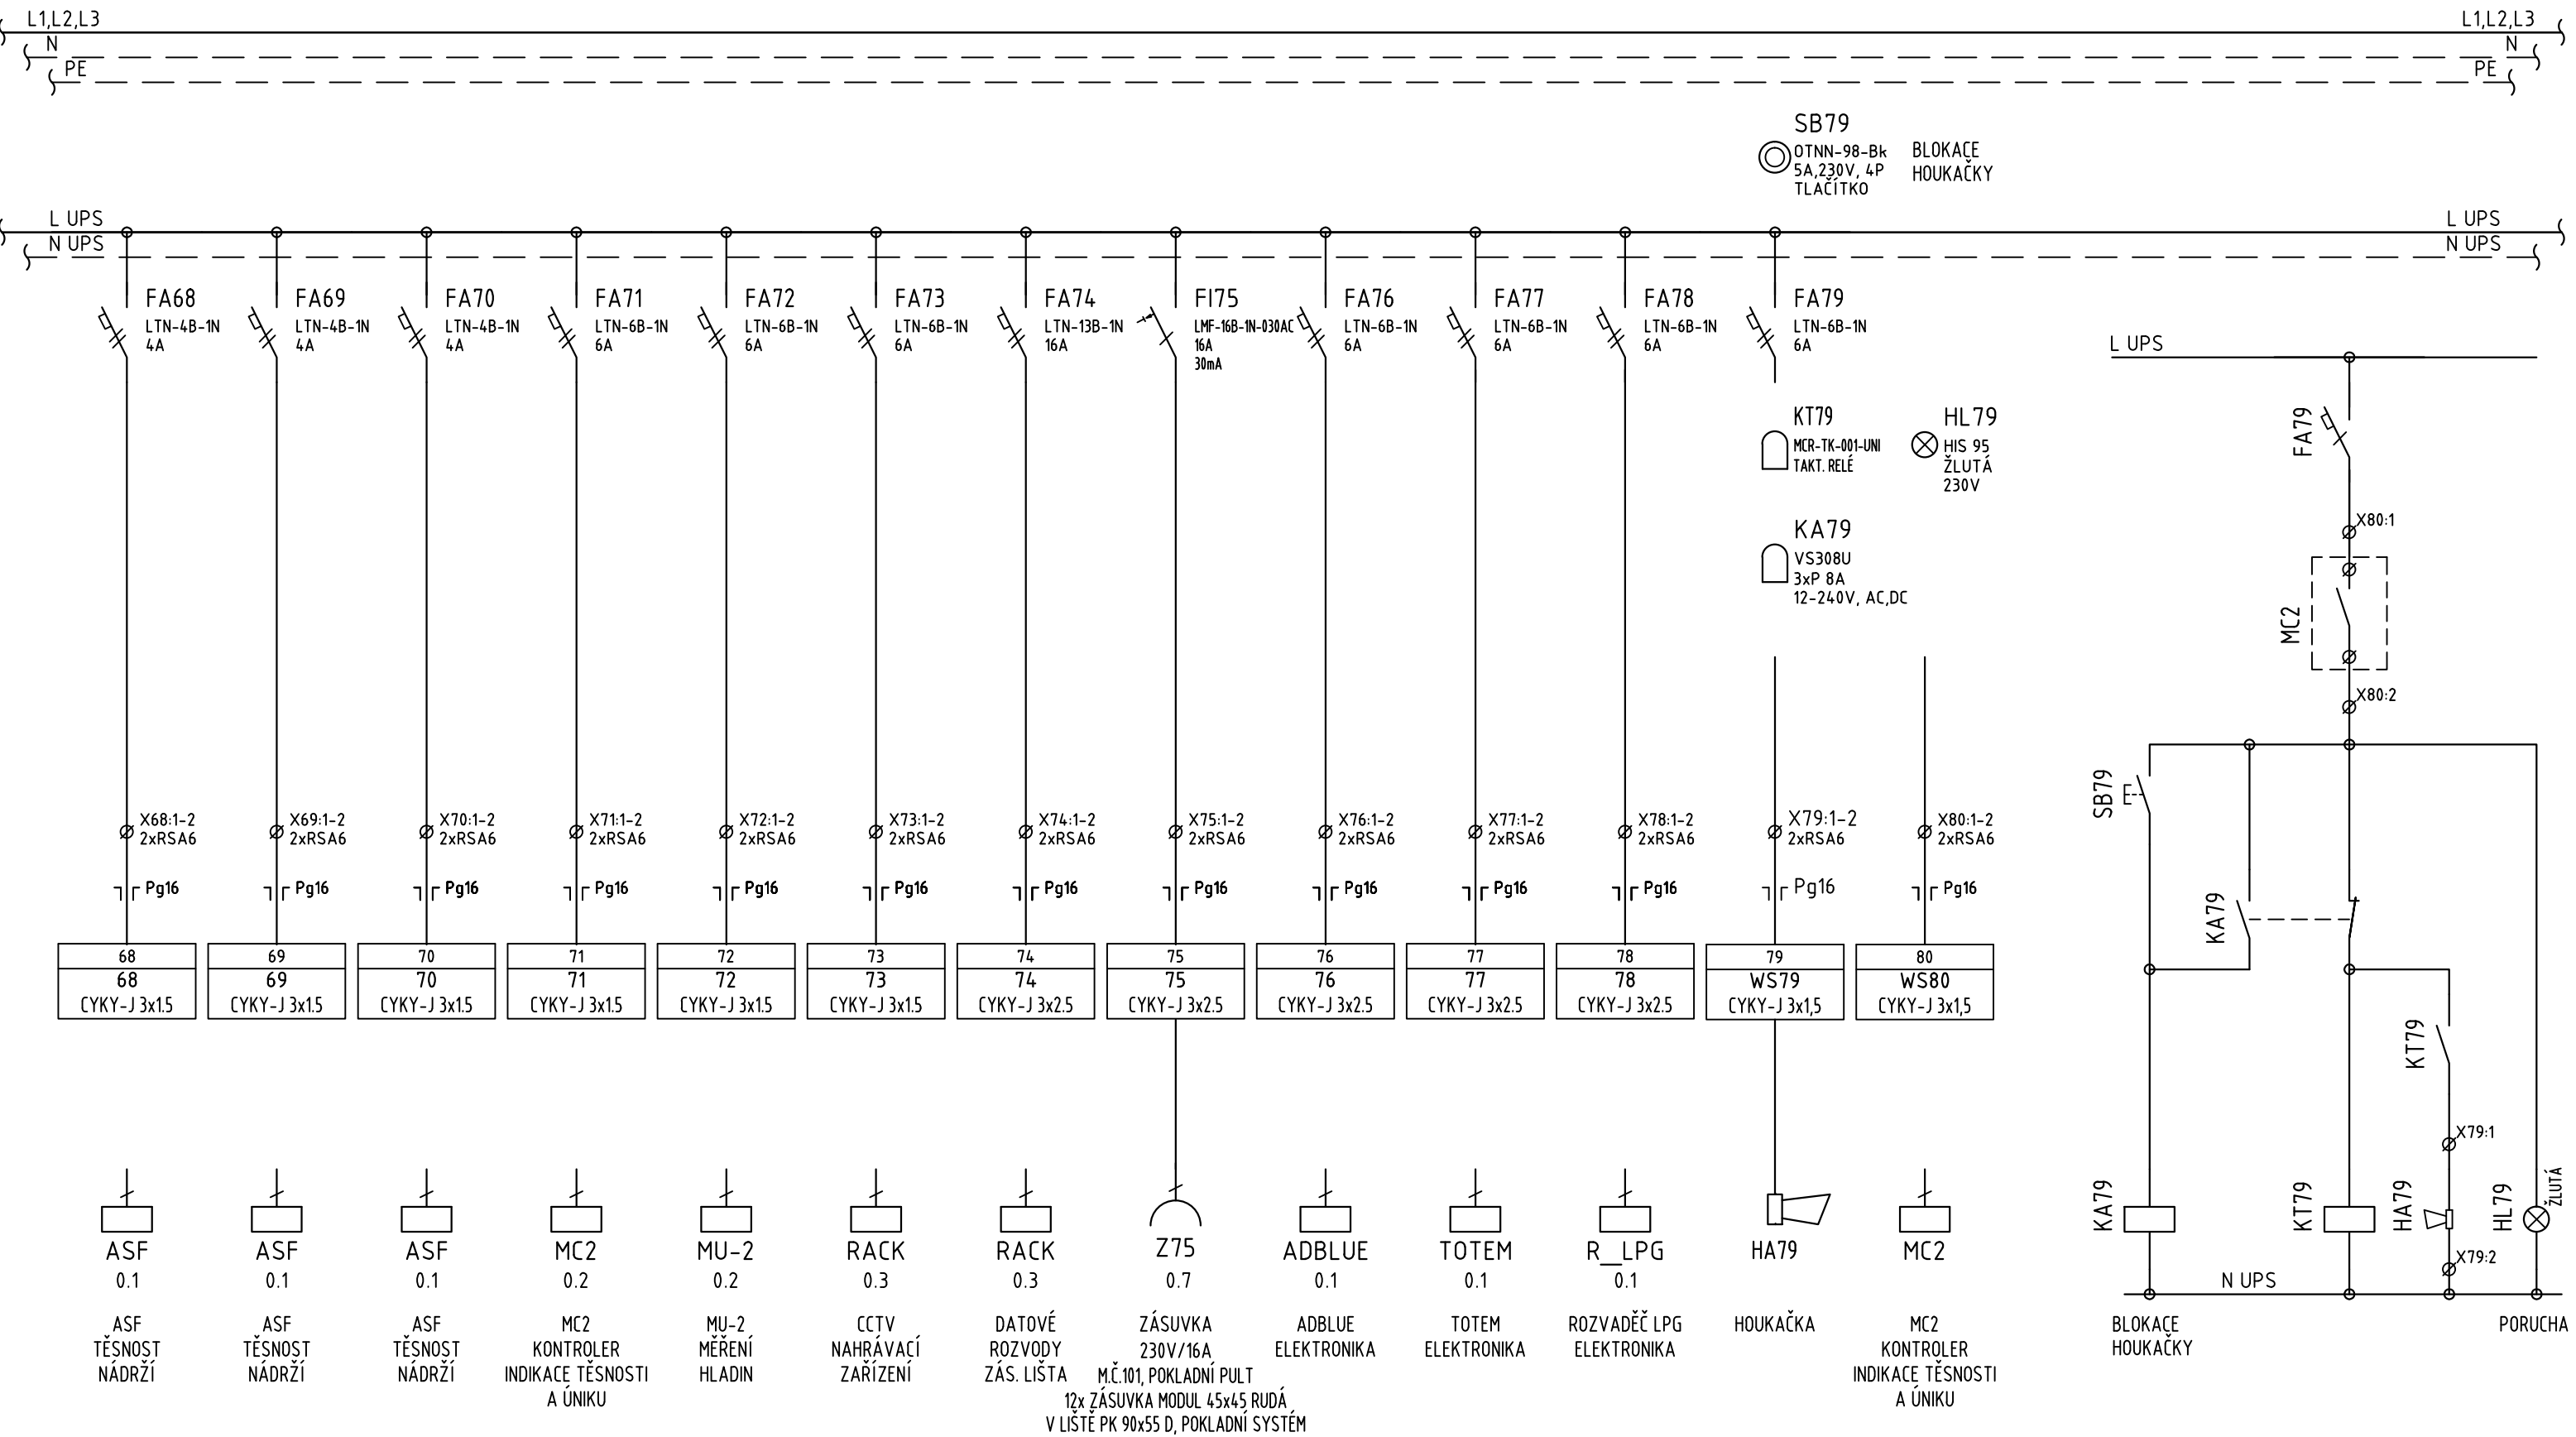 L1,L2,L3
L1,L2,L3
N
N
PE
PE
SB79
OTNN-98-Bk
5A,230V, 4P
TLAČÍTKO
BLOKACE
HOUKAČKY
L UPS
L UPS
N UPS
N UPS
FA68
LTN-4B-1N
4A
FA69
LTN-4B-1N
4A
FA70
LTN-4B-1N
4A
FA71
LTN-6B-1N
6A
FA72
LTN-6B-1N
6A
FA73
LTN-6B-1N
6A
FA74
LTN-13B-1N
16A
FI75
LMF-16B-1N-030AC
16A
30mA
FA76
LTN-6B-1N
6A
FA77
LTN-6B-1N
6A
FA78
LTN-6B-1N
6A
FA79
LTN-6B-1N
6A
KT79
MCR-TK-001-UNI
TAKT. RELÉ
HL79
HIS 95
ŽLUTÁ
230V
KA79
VS308U
3xP 8A
12-240V, AC,DC
X68:1-2
2xRSA6
X69:1-2
2xRSA6
X70:1-2
2xRSA6
X71:1-2
2xRSA6
X72:1-2
2xRSA6
X73:1-2
2xRSA6
X74:1-2
2xRSA6
X75:1-2
2xRSA6
X76:1-2
2xRSA6
X77:1-2
2xRSA6
X78:1-2
2xRSA6
X79:1-2
2xRSA6
X80:1-2
2xRSA6
Pg16
Pg16
Pg16
Pg16
Pg16
Pg16
Pg16
Pg16
Pg16
Pg16
Pg16
Pg16
Pg16
68
68
CYKY-J 3x1.5
69
69
CYKY-J 3x1.5
70
70
CYKY-J 3x1.5
71
71
CYKY-J 3x1.5
72
72
CYKY-J 3x1.5
73
73
CYKY-J 3x1.5
74
74
CYKY-J 3x2.5
75
75
CYKY-J 3x2.5
76
76
CYKY-J 3x2.5
77
77
CYKY-J 3x2.5
78
78
CYKY-J 3x2.5
79
WS79
CYKY-J 3x1,5
80
WS80
CYKY-J 3x1,5
ASF
0.1
ASF
TĚSNOST
NÁDRŽÍ
ASF
0.1
ASF
TĚSNOST
NÁDRŽÍ
ASF
0.1
ASF
TĚSNOST
NÁDRŽÍ
MC2
0.2
MC2
KONTROLER
INDIKACE TĚSNOSTI
A ÚNIKU
MU-2
0.2
MU-2
MĚŘENÍ
HLADIN
RACK
0.3
CCTV
NAHRÁVACÍ
ZAŘÍZENÍ
RACK
0.3
DATOVÉ
ROZVODY
ZÁS. LIŠTA
Z75
0.7
ZÁSUVKA
230V/16A
M.Č.101, POKLADNÍ PULT
12x ZÁSUVKA MODUL 45x45 RUDÁ
V LIŠTĚ PK 90x55 D, POKLADNÍ SYSTÉM
ADBLUE
0.1
ADBLUE
ELEKTRONIKA
TOTEM
0.1
TOTEM
ELEKTRONIKA
R__LPG
0.1
ROZVADĚČ LPG
ELEKTRONIKA
HA79
HOUKAČKA
MC2
MC2
KONTROLER
INDIKACE TĚSNOSTI
A ÚNIKU
L UPS
FA79
X80:1
MC2
X80:2
SB79
KA79
KT79
X79:1
KA79
KT79
HA79
HL79
ŽLUTÁ
X79:2
N UPS
BLOKACE
HOUKAČKY
PORUCHA